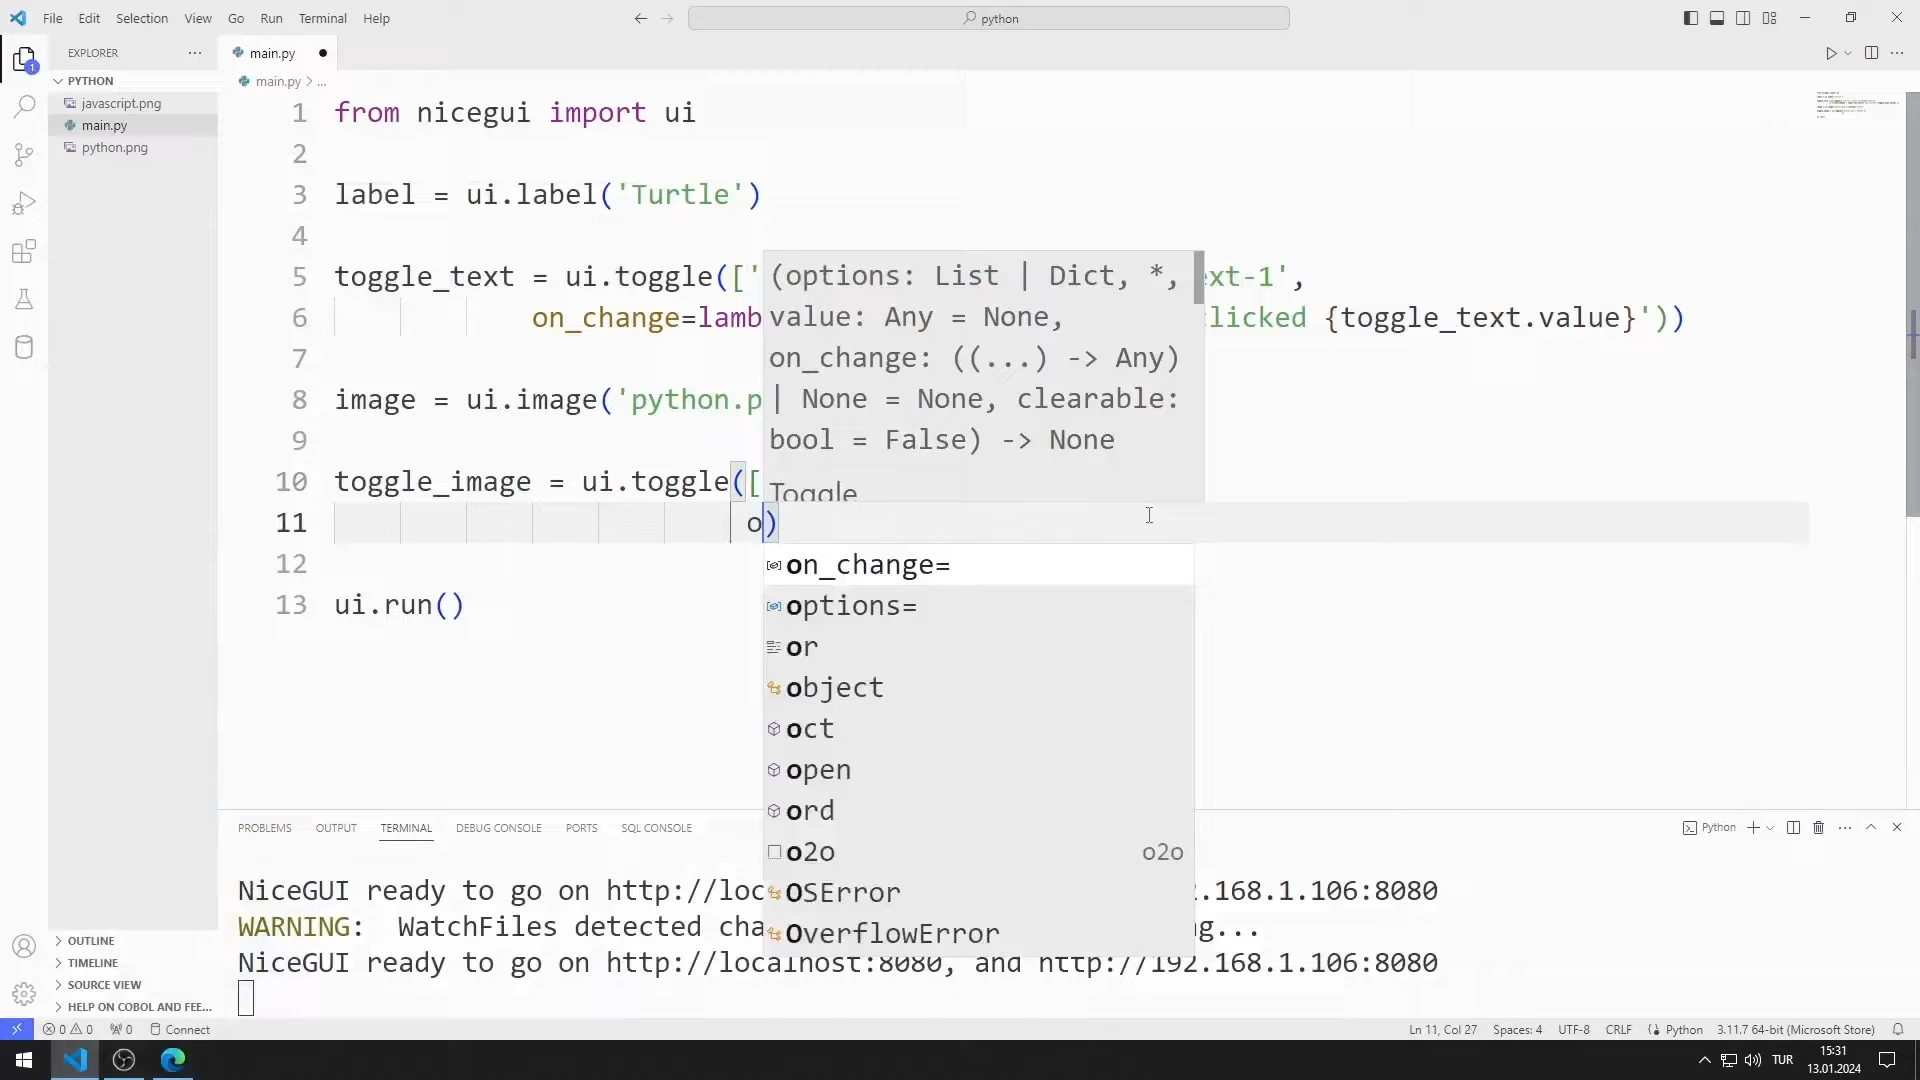 File Edit Selection View Go Run Terminal Help
python
EXPLORER
PYTHON
javascript.png
main.py
python.png
OUTLINE
TIMELINE
SOURCE VIEW
HELP ON COBOL AND FEE...
main.py
main.py > ...
1 from nicegui import ui
2
3 label = ui.label('Turtle')
4
5 toggle_text = ui.toggle([' xt-1',
6 on_change=lamb licked {toggle_text.value}'))
7
8 image = ui.image('python.p
9
10 toggle_image = ui.toggle([
11 o)
12
13 ui.run()
(options: List | Dict, *,
value: Any = None,
on_change: ((...) -> Any)
| None = None, clearable:
bool = False) -> None
Toggle
on_change=
options=
or
object
oct
open
ord
o2o o2o
OSError
OverflowError
PROBLEMS OUTPUT TERMINAL DEBUG CONSOLE PORTS SQL CONSOLE
Python
NiceGUI ready to go on http://loc .168.1.106:8080
WARNING: WatchFiles detected cha g...
NiceGUI ready to go on http://localhost:8080, and http://192.168.1.106:8080
0 0 0 Connect
Ln 11, Col 27 Spaces: 4 UTF-8 CRLF Python 3.11.7 64-bit (Microsoft Store)
TUR
15:31
13.01.2024